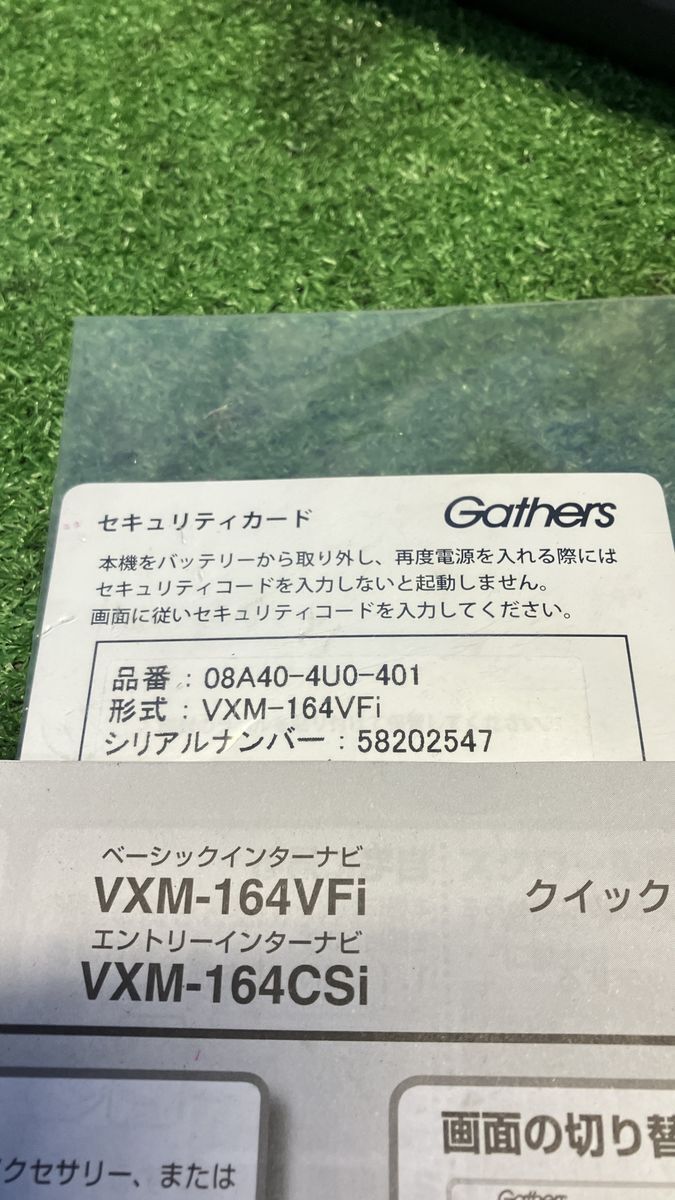 セキュリティカード
Gathers
本機をバッテリーから取り外し、再度電源を入れる際には
セキュリティコードを入力しないと起動しません。
画面に従いセキュリティコードを入力してください。
品番 : 08A40-4U0-401
形式 : VXM-164VFi
シリアルナンバー : 58202547
ベーシックインターナビ
VXM-164VFi
クイック
エントリーインターナビ
VXM-164CSi
クセサリー、または
画面の切り替
Gathers